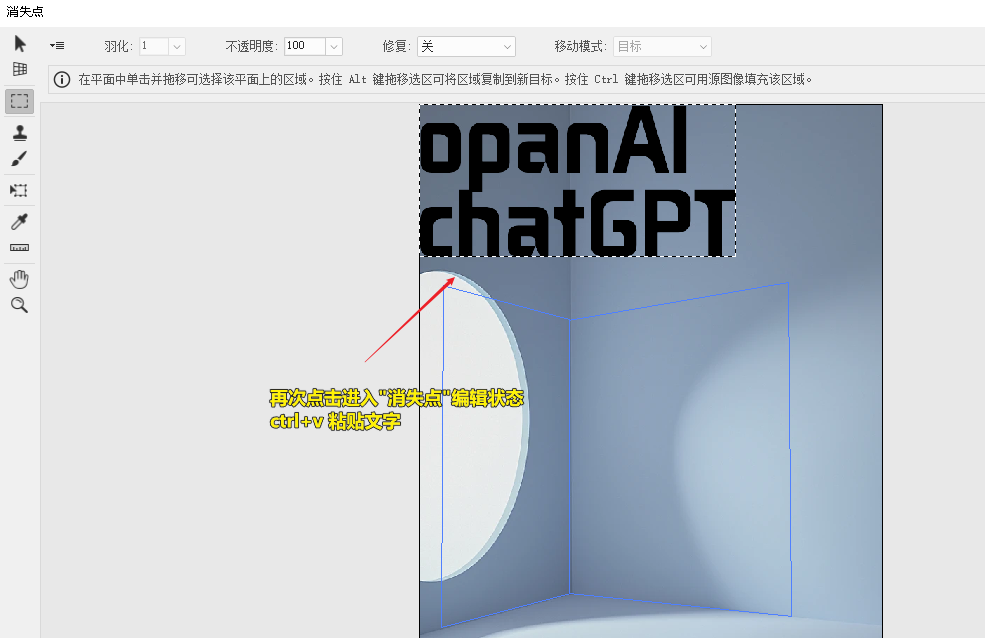 消失点
羽化: 1 不透明度: 100 修复: 关 移动模式: 目标
在平面中单击并拖移可选择该平面上的区域。按住 Alt 键拖移选区可将区域复制到新目标。按住 Ctrl 键拖移选区可用源图像填充该区域。
opanAI
chatGPT
再次点击进入"消失点"编辑状态
ctrl+v 粘贴文字